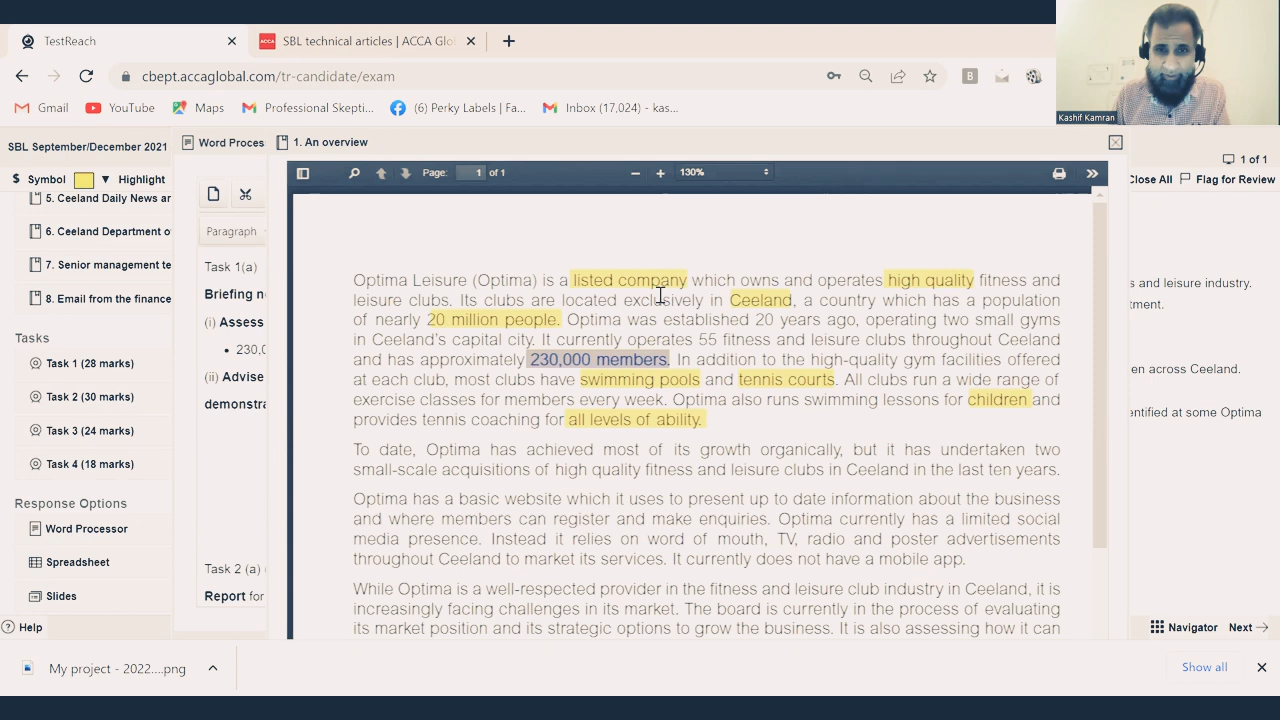 TestReach
SBL technical articles | ACCA Glo
cbept.accaglobal.com/tr-candidate/exam
Gmail
YouTube
Maps
Professional Skepti...
(6) Perky Labels | Fa...
Inbox (17,024) - kas...
Kashif Kamran
SBL September/December 2021
Word Proces
1. An overview
1 of 1
$ Symbol
Highlight
Page: 1 of 1
130%
Close All
Flag for Review
5. Ceeland Daily News ar
6. Ceeland Department o
7. Senior management te
8. Email from the finance
Tasks
Task 1 (28 marks)
Task 2 (30 marks)
Task 3 (24 marks)
Task 4 (18 marks)
Response Options
Word Processor
Spreadsheet
Slides
Help
Paragraph
Task 1(a)
Briefing n
(i) Assess
• 230,0
(ii) Advise
demonstra
Task 2 (a) (
Report for
Optima Leisure (Optima) is a listed company which owns and operates high quality fitness and
leisure clubs. Its clubs are located exclusively in Ceeland, a country which has a population
of nearly 20 million people. Optima was established 20 years ago, operating two small gyms
in Ceeland's capital city. It currently operates 55 fitness and leisure clubs throughout Ceeland
and has approximately 230,000 members. In addition to the high-quality gym facilities offered
at each club, most clubs have swimming pools and tennis courts. All clubs run a wide range of
exercise classes for members every week. Optima also runs swimming lessons for children and
provides tennis coaching for all levels of ability.
To date, Optima has achieved most of its growth organically, but it has undertaken two
small-scale acquisitions of high quality fitness and leisure clubs in Ceeland in the last ten years.
Optima has a basic website which it uses to present up to date information about the business
and where members can register and make enquiries. Optima currently has a limited social
media presence. Instead it relies on word of mouth, TV, radio and poster advertisements
throughout Ceeland to market its services. It currently does not have a mobile app.
While Optima is a well-respected provider in the fitness and leisure club industry in Ceeland, it is
increasingly facing challenges in its market. The board is currently in the process of evaluating
its market position and its strategic options to grow the business. It is also assessing how it can
s and leisure industry.
tment.
en across Ceeland.
entified at some Optima
Navigator
Next
My project - 2022....png
Show all